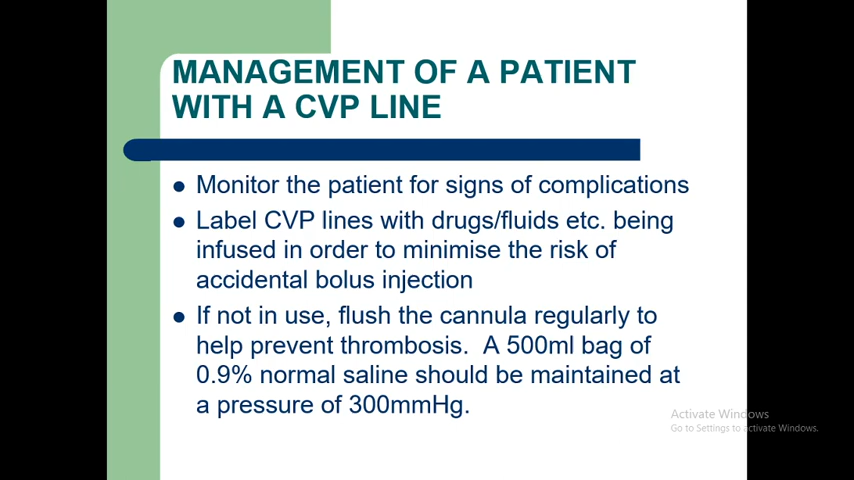 MANAGEMENT OF A PATIENT
WITH A CVP LINE
● Monitor the patient for signs of complications
● Label CVP lines with drugs/fluids etc. being
infused in order to minimise the risk of
accidental bolus injection
● If not in use, flush the cannula regularly to
help prevent thrombosis.  A 500ml bag of
0.9% normal saline should be maintained at
a pressure of 300mmHg.
Activate Windows
Go to Settings to activate Windows.